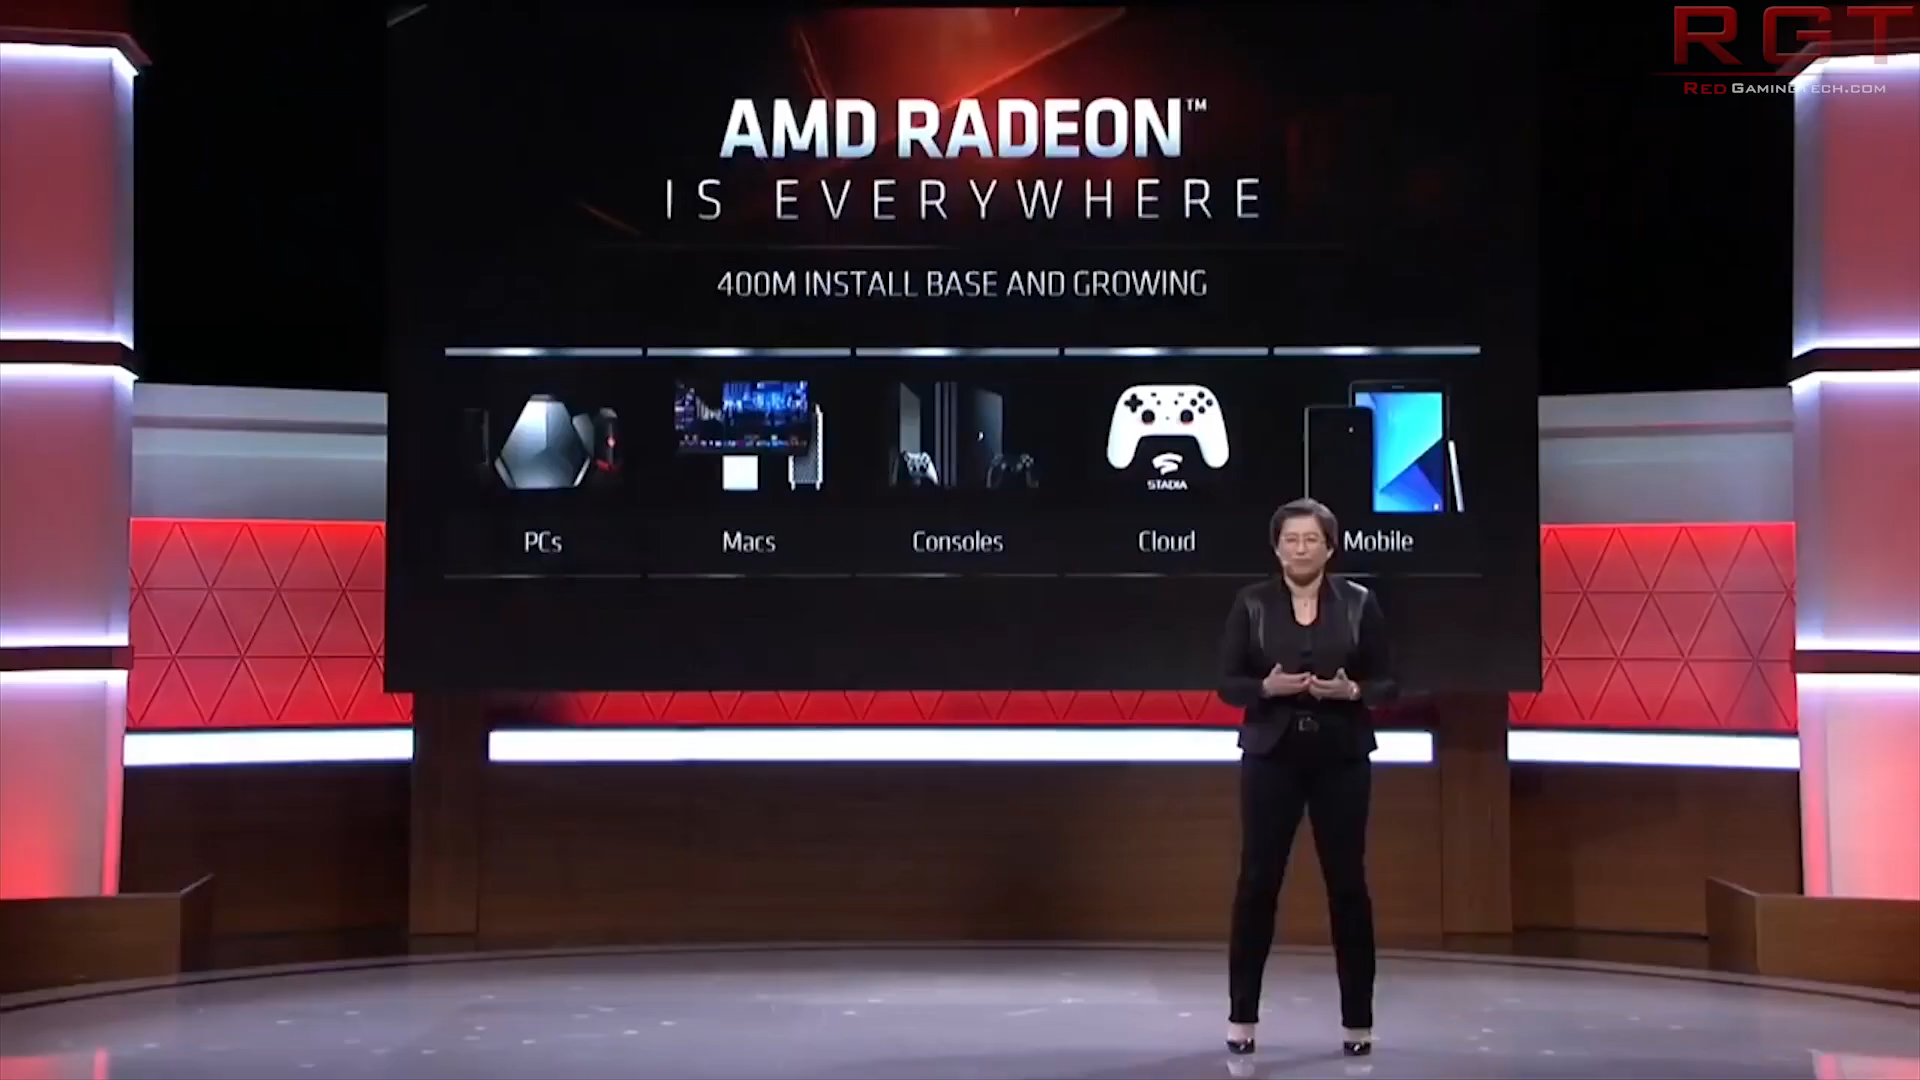 RGT
RED GAMINGTECH.COM
AMD RADEON™
IS EVERYWHERE
400M INSTALL BASE AND GROWING
STADIA
PCs
Macs
Consoles
Cloud
Mobile